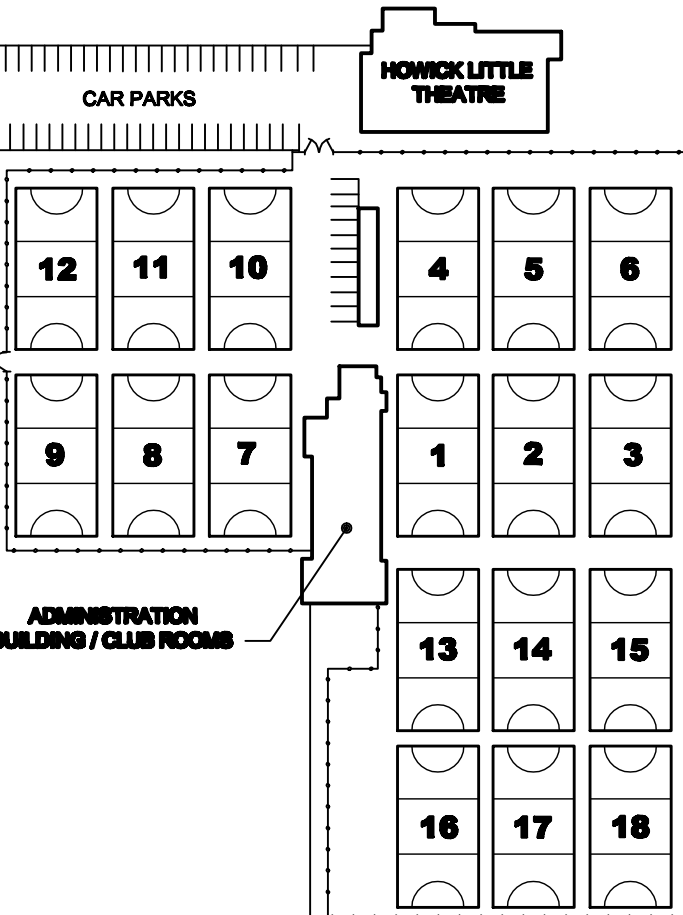 HOWICK LITTLE
THEATRE
CAR PARKS
12 11 10 4 5 6
9 8 7 1 2 3
ADMINISTRATION
BUILDING / CLUB ROOMS
13 14 15
16 17 18